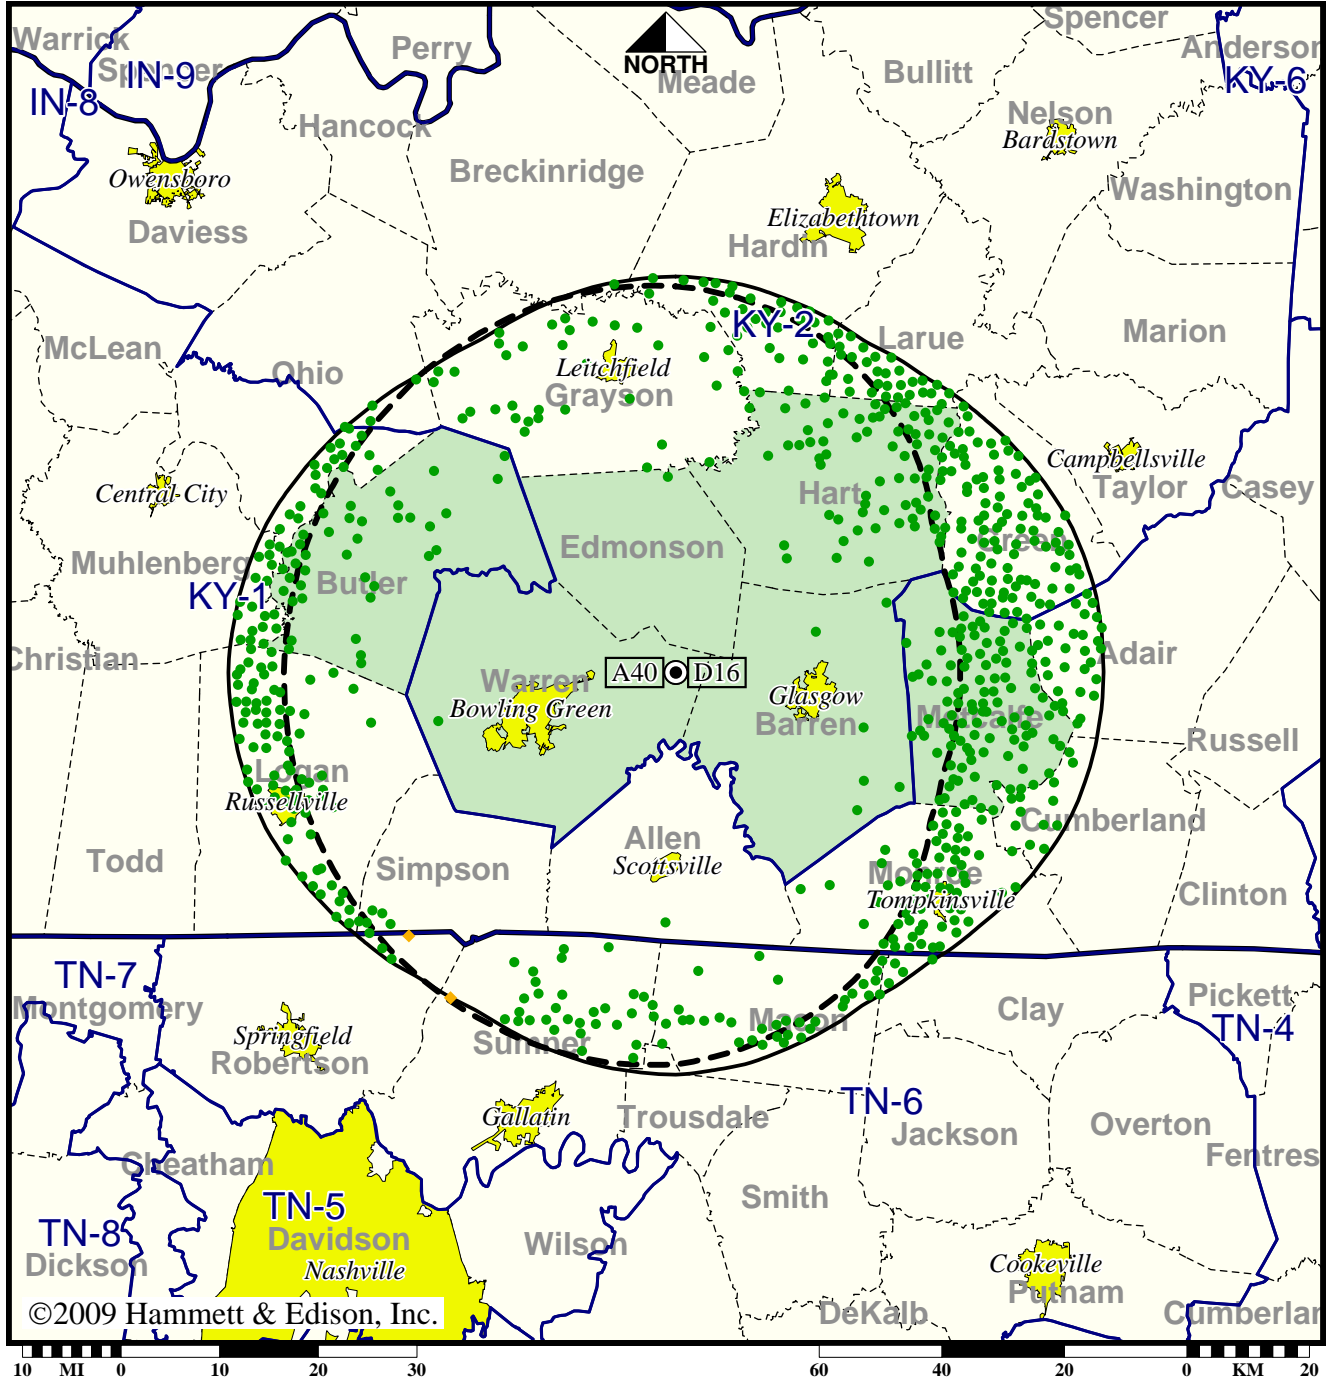 Spencer
Warrick
Perry
Anderson
Spencer
IN-9
NORTH
Bullitt
KY-6
Meade
IN-8
Nelson
Hancock
Bardstown
Breckinridge
Owensboro
Washington
Elizabethtown
Daviess
Hardin
KY-2
Larue
Marion
McLean
Ohio
Leitchfield
Grayson
Campbellsville
Central City
Hart
Taylor
Casey
Edmonson
Green
Muhlenberg
Butler
KY-1
Christian
Adair
A40
D16
Warren
Glasgow
Bowling Green
Barren
Metcalfe
Russell
Logan
Russellville
Cumberland
Allen
Todd
Scottsville
Simpson
Monroe
Tompkinsville
Clinton
TN-7
Montgomery
Pickett
Clay
Macon
TN-4
Springfield
Sumner
Robertson
TN-6
Gallatin
Trousdale
Jackson
Overton
Fentres
Cheatham
Smith
TN-5
TN-8
Davidson
Wilson
Dickson
Nashville
Cookeville
Putnam
©2009 Hammett & Edison, Inc.
DeKalb
Cumberlan
10 MI 0 10 20 30
60 40 20 0 KM 20